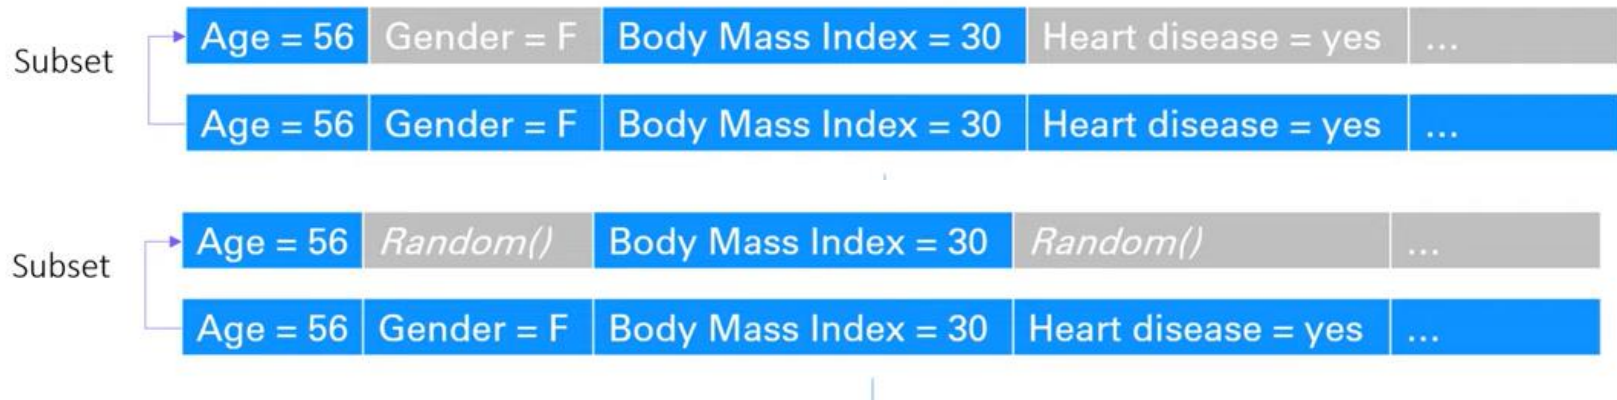 Age = 56 Gender = F Body Mass Index = 30 Heart disease = yes ...
Subset
Age = 56 Gender = F Body Mass Index = 30 Heart disease = yes ...
Age = 56 Random() Body Mass Index = 30 Random() ...
Subset
Age = 56 Gender = F Body Mass Index = 30 Heart disease = yes ...